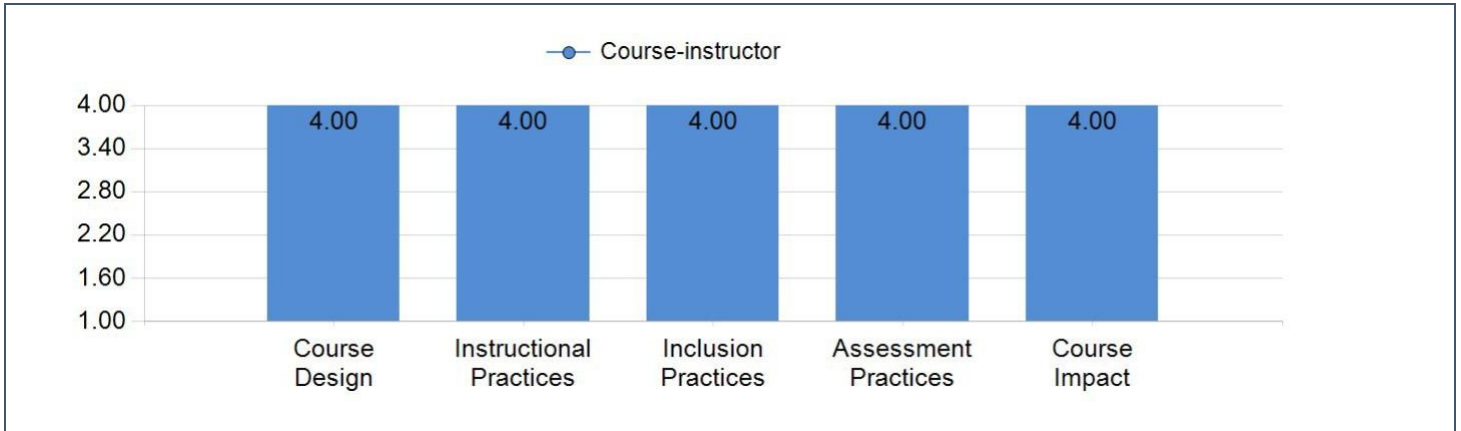 Course-instructor
4.00
3.40
2.80
2.20
1.60
1.00
4.00
4.00
4.00
4.00
4.00
Course
Design
Instructional
Practices
Inclusion
Practices
Assessment
Practices
Course
Impact